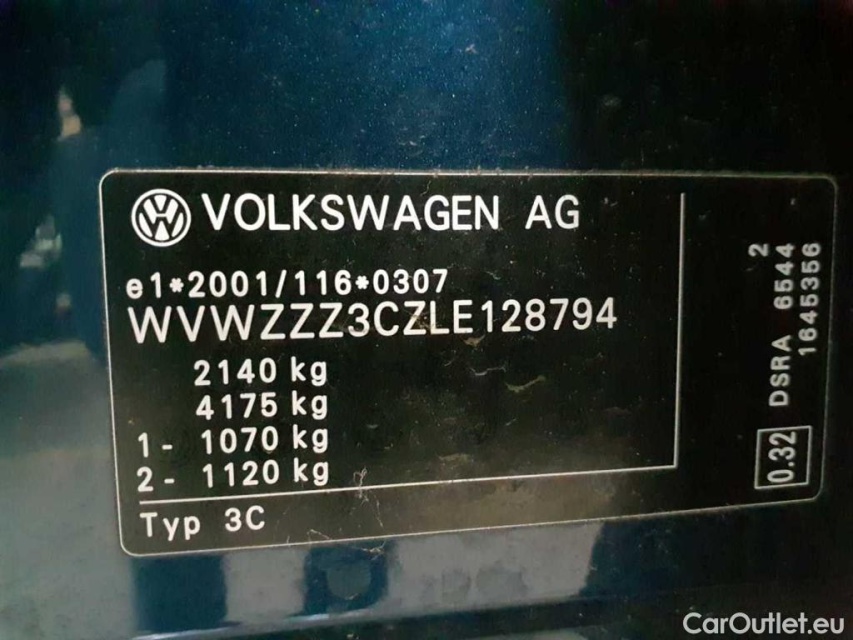 VOLKSWAGEN AG
e1*2001/116*0307
WVWZZZ3CZLE128794
2140 kg
4175 kg
1 - 1070 kg
2 - 1120 kg
Typ 3C
2
DSRA 6544
1645356
0.32
CarOutlet.eu